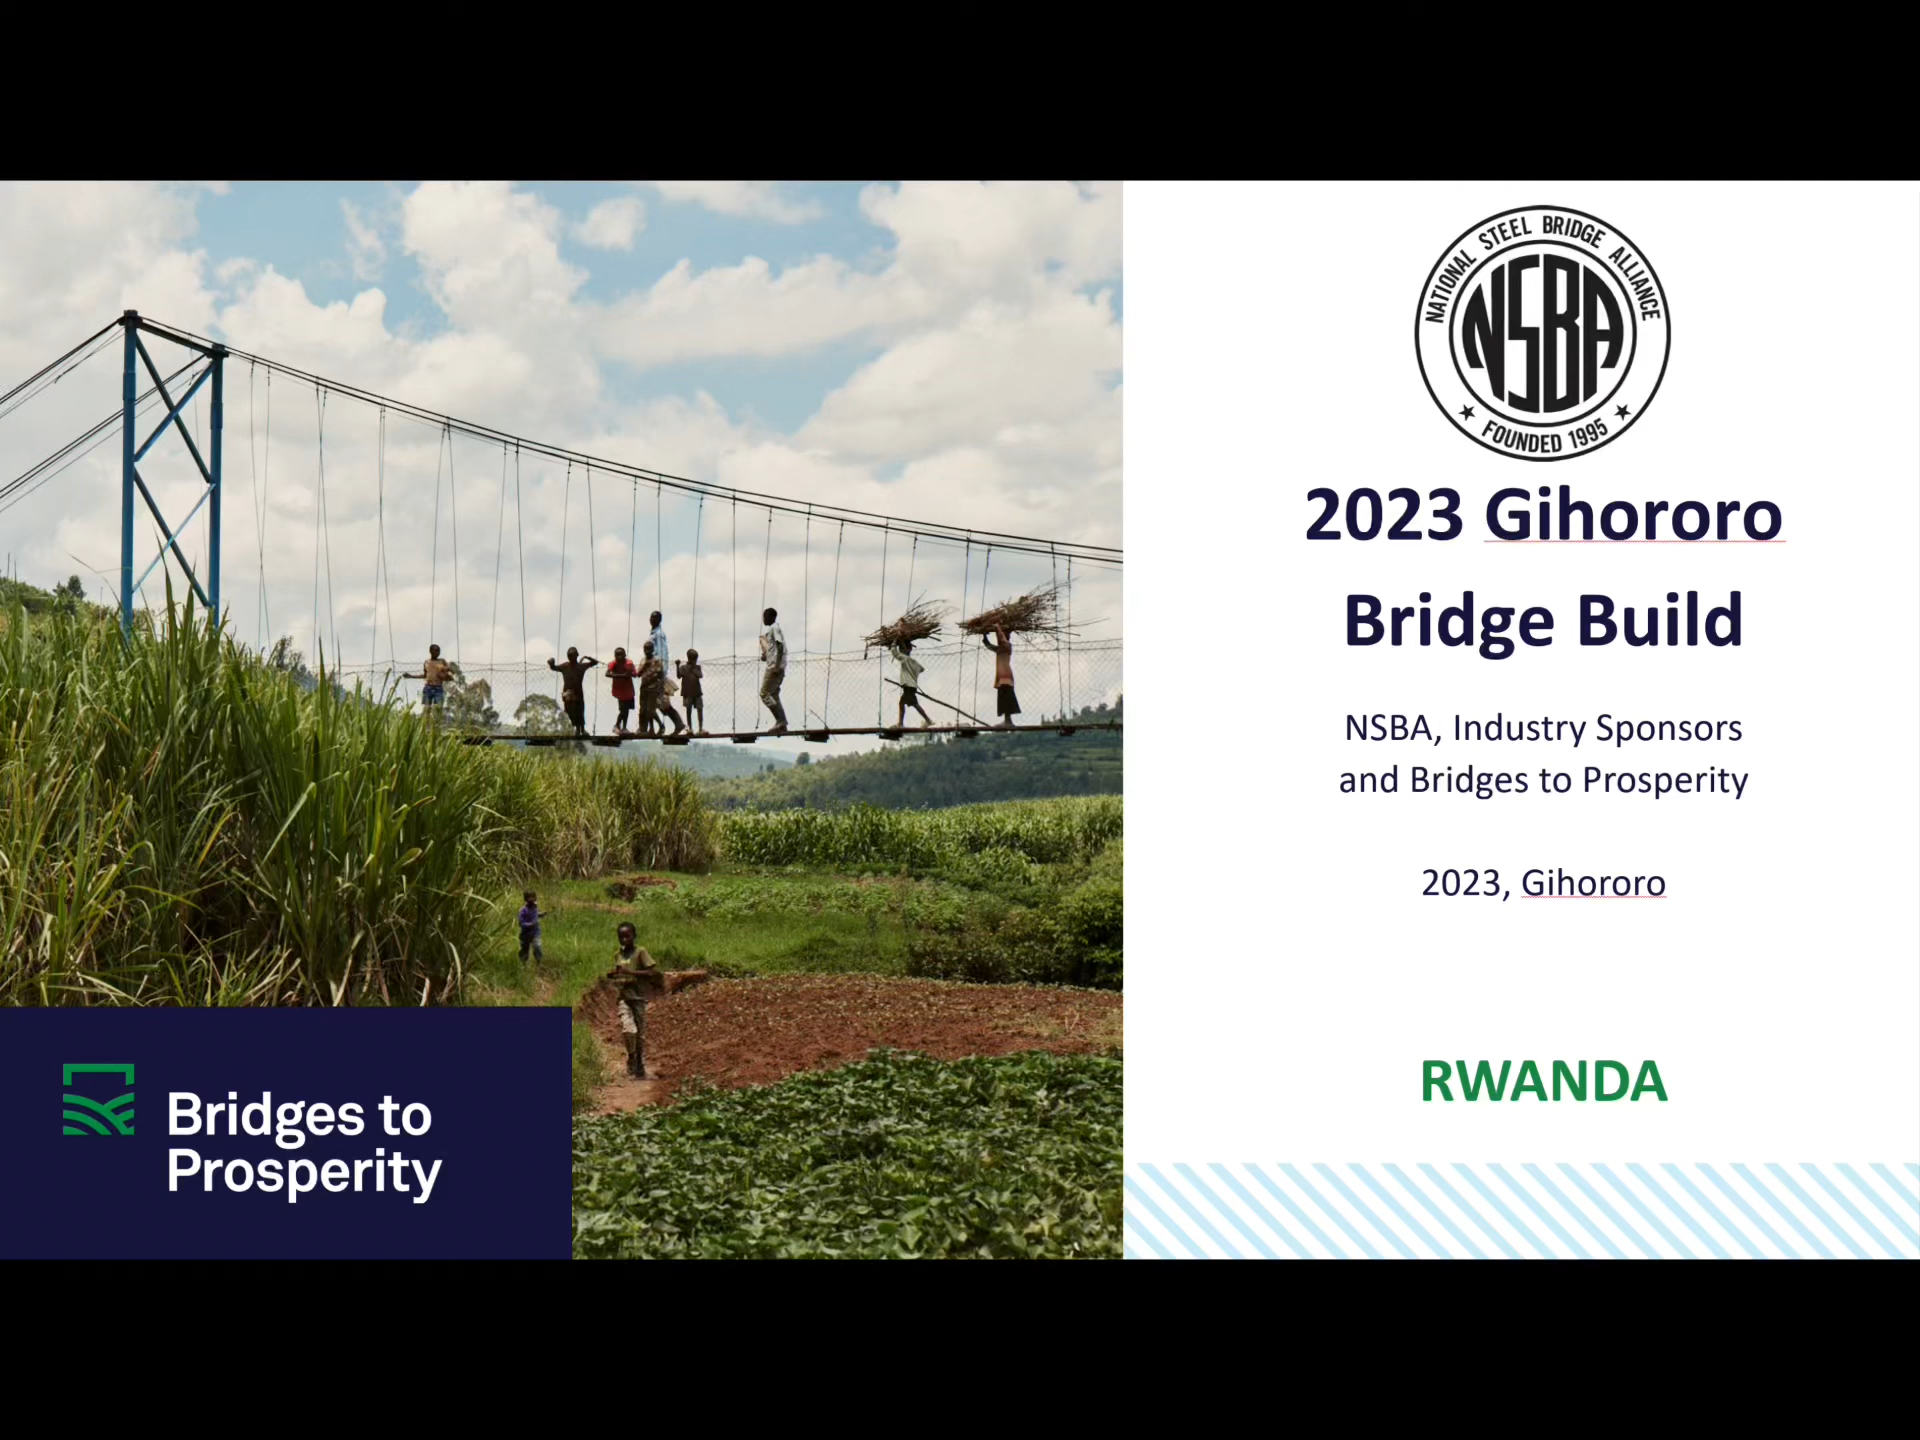 NATIONAL STEEL BRIDGE ALLIANCE
NSBA
FOUNDED 1995
2023 Gihororo
Bridge Build
NSBA, Industry Sponsors
and Bridges to Prosperity
2023, Gihororo
RWANDA
Bridges to
Prosperity